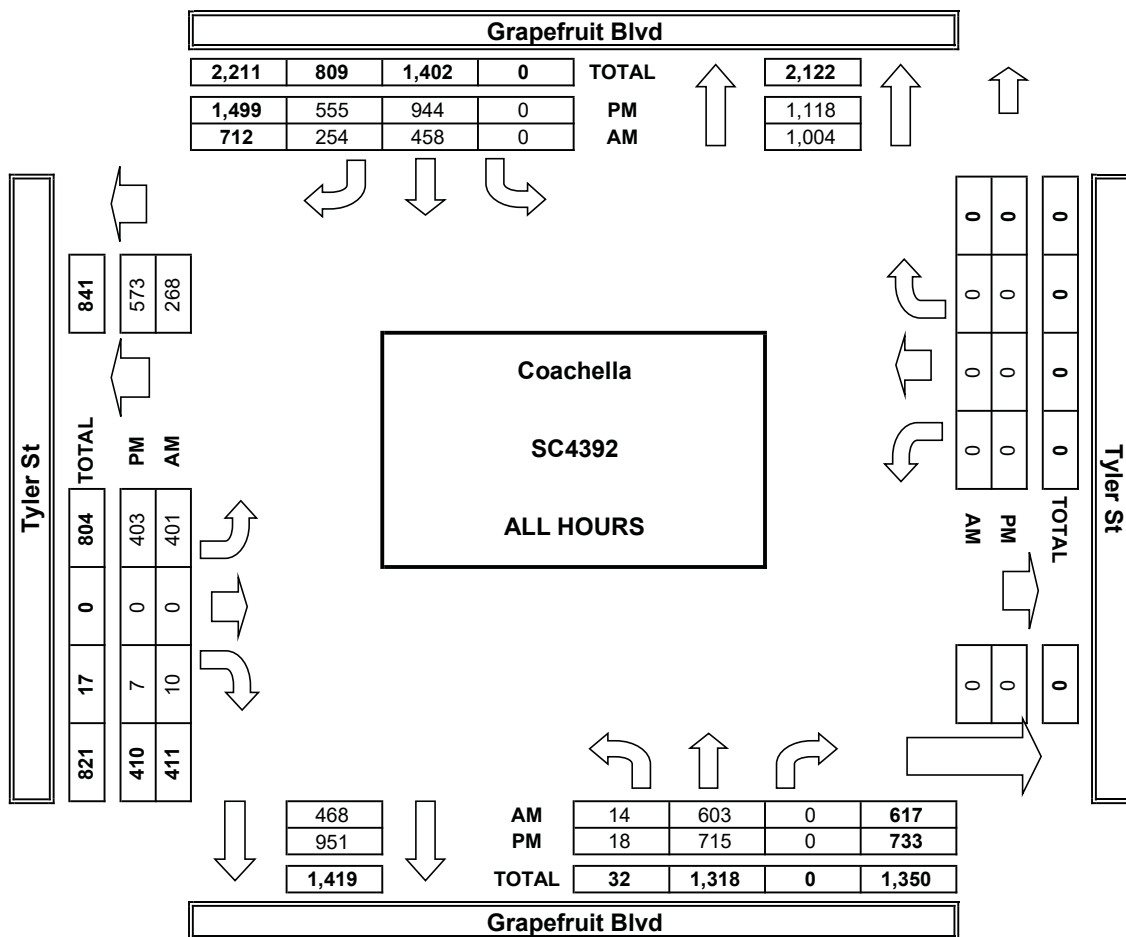 Grapefruit Blvd
2,211 809 1,402 0 TOTAL 2,122
1,499 555 944 0 PM 1,118
712 254 458 0 AM 1,004
Tyler St
841 573 268
TOTAL PM AM
804 403 401
0 0 0
17 7 10
821 410 411
Coachella
SC4392
ALL HOURS
0 0 0
0 0 0
0 0 0
0 0 0
AM PM TOTAL
0 0 0
Tyler St
468 AM 14 603 0 617
951 PM 18 715 0 733
1,419 TOTAL 32 1,318 0 1,350
Grapefruit Blvd